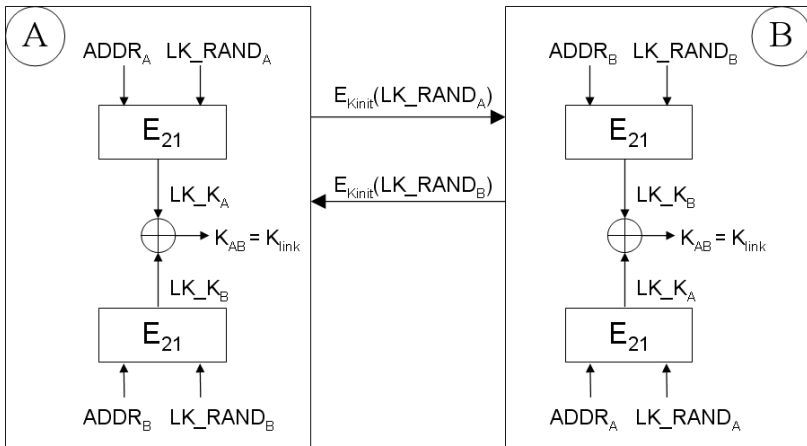 A
ADDR_A LK_RAND_A
E_21
LK_K_A
K_AB = K_link
LK_K_B
E_21
ADDR_B LK_RAND_B
E_Kinit(LK_RAND_A)
E_Kinit(LK_RAND_B)
B
ADDR_B LK_RAND_B
E_21
LK_K_B
K_AB = K_link
LK_K_A
E_21
ADDR_A LK_RAND_A